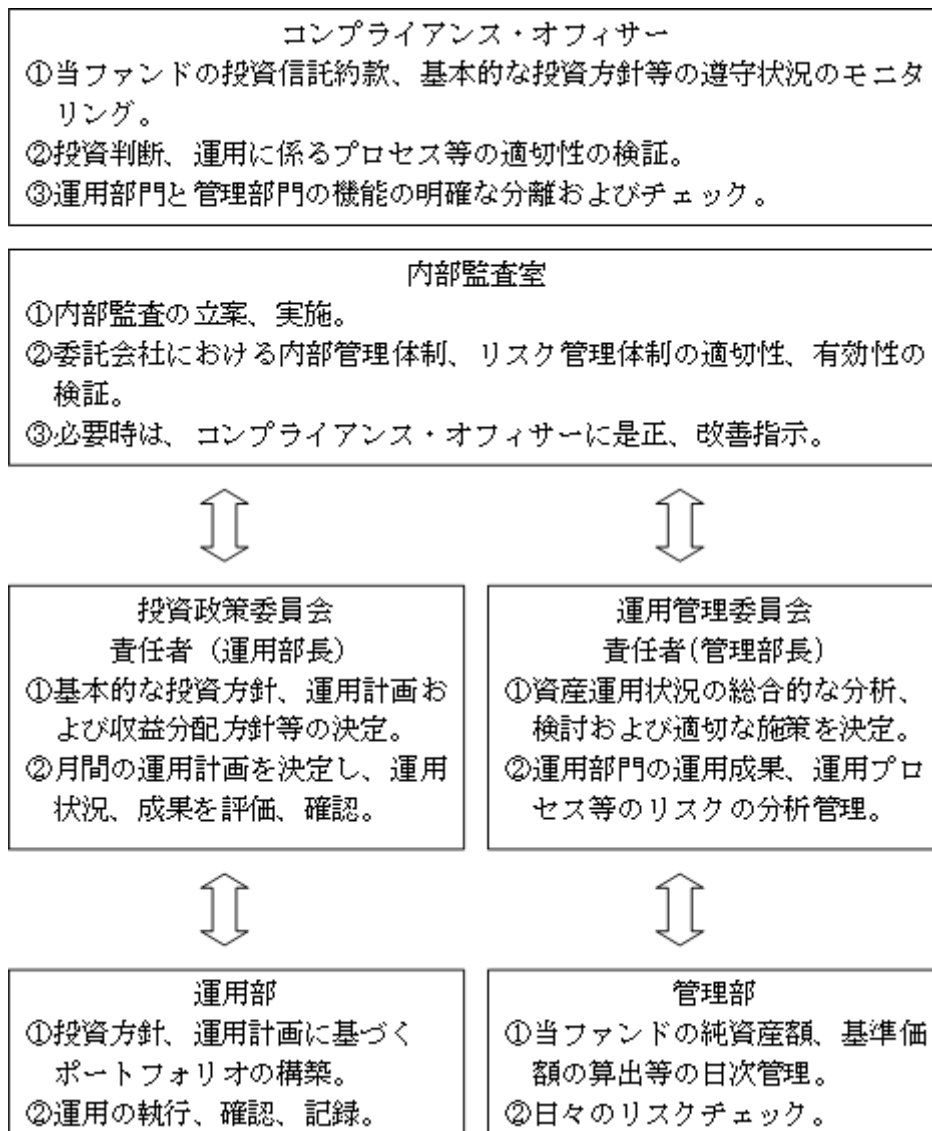 コンプライアンス・オフィサー
①当ファンドの投資信託約款、基本的な投資方針等の遵守状況のモニタ
リング。
②投資判断、運用に係るプロセス等の適切性の検証。
③運用部門と管理部門の機能の明確な分離およびチェック。
内部監査室
①内部監査の立案、実施。
②委託会社における内部管理体制、リスク管理体制の適切性、有効性の
検証。
③必要時は、コンプライアンス・オフィサーに是正、改善指示。
投資政策委員会
責任者（運用部長）
①基本的な投資方針、運用計画お
よび収益分配方針等の決定。
②月間の運用計画を決定し、運用
状況、成果を評価、確認。
運用管理委員会
責任者(管理部長)
①資産運用状況の総合的な分析、
検討および適切な施策を決定。
②運用部門の運用成果、運用プロ
セス等のリスクの分析管理。
運用部
①投資方針、運用計画に基づく
ポートフォリオの構築。
②運用の執行、確認、記録。
管理部
①当ファンドの純資産額、基準価
額の算出等の日次管理。
②日々のリスクチェック。